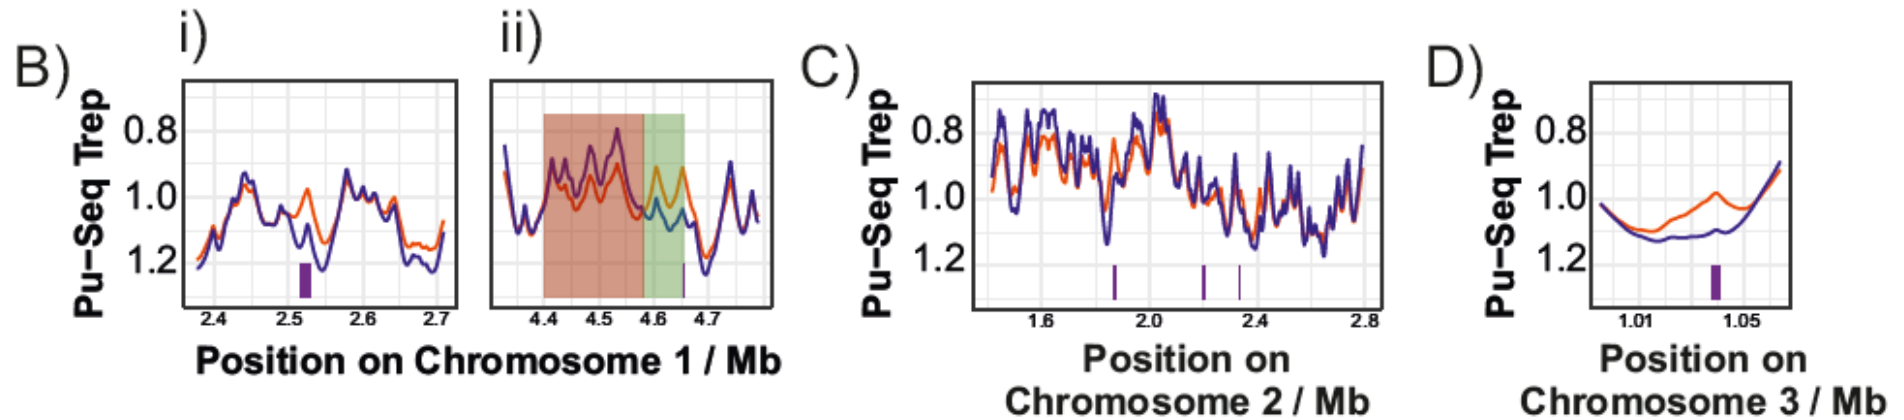 B)
i)
ii)
Pu-Seq Trep
0.8
1.0
1.2
2.4 2.5 2.6 2.7
4.4 4.5 4.6 4.7
Position on Chromosome 1 / Mb
C)
Pu-Seq Trep
0.8
1.0
1.2
1.6 2.0 2.4 2.8
Position on
Chromosome 2 / Mb
D)
Pu-Seq Trep
0.8
1.0
1.2
1.01 1.05
Position on
Chromosome 3 / Mb